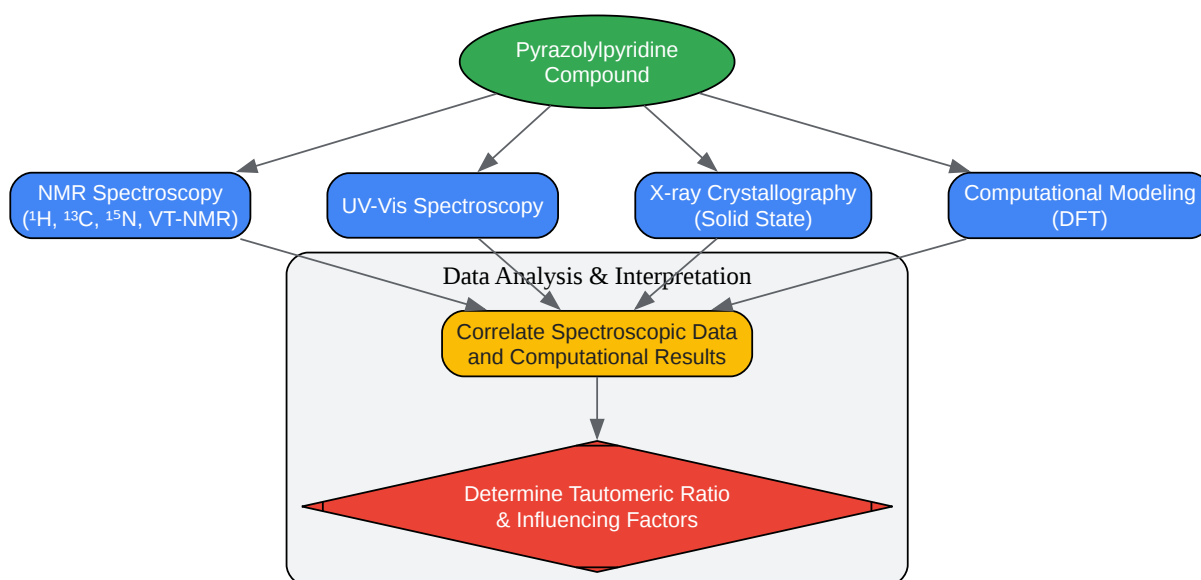 Pyrazolylpyridine
Compound
NMR Spectroscopy
(¹H, ¹³C, ¹⁵N, VT-NMR)
UV-Vis Spectroscopy
X-ray Crystallography
(Solid State)
Computational Modeling
(DFT)
Data Analysis & Interpretation
Correlate Spectroscopic Data
and Computational Results
Determine Tautomeric Ratio
& Influencing Factors